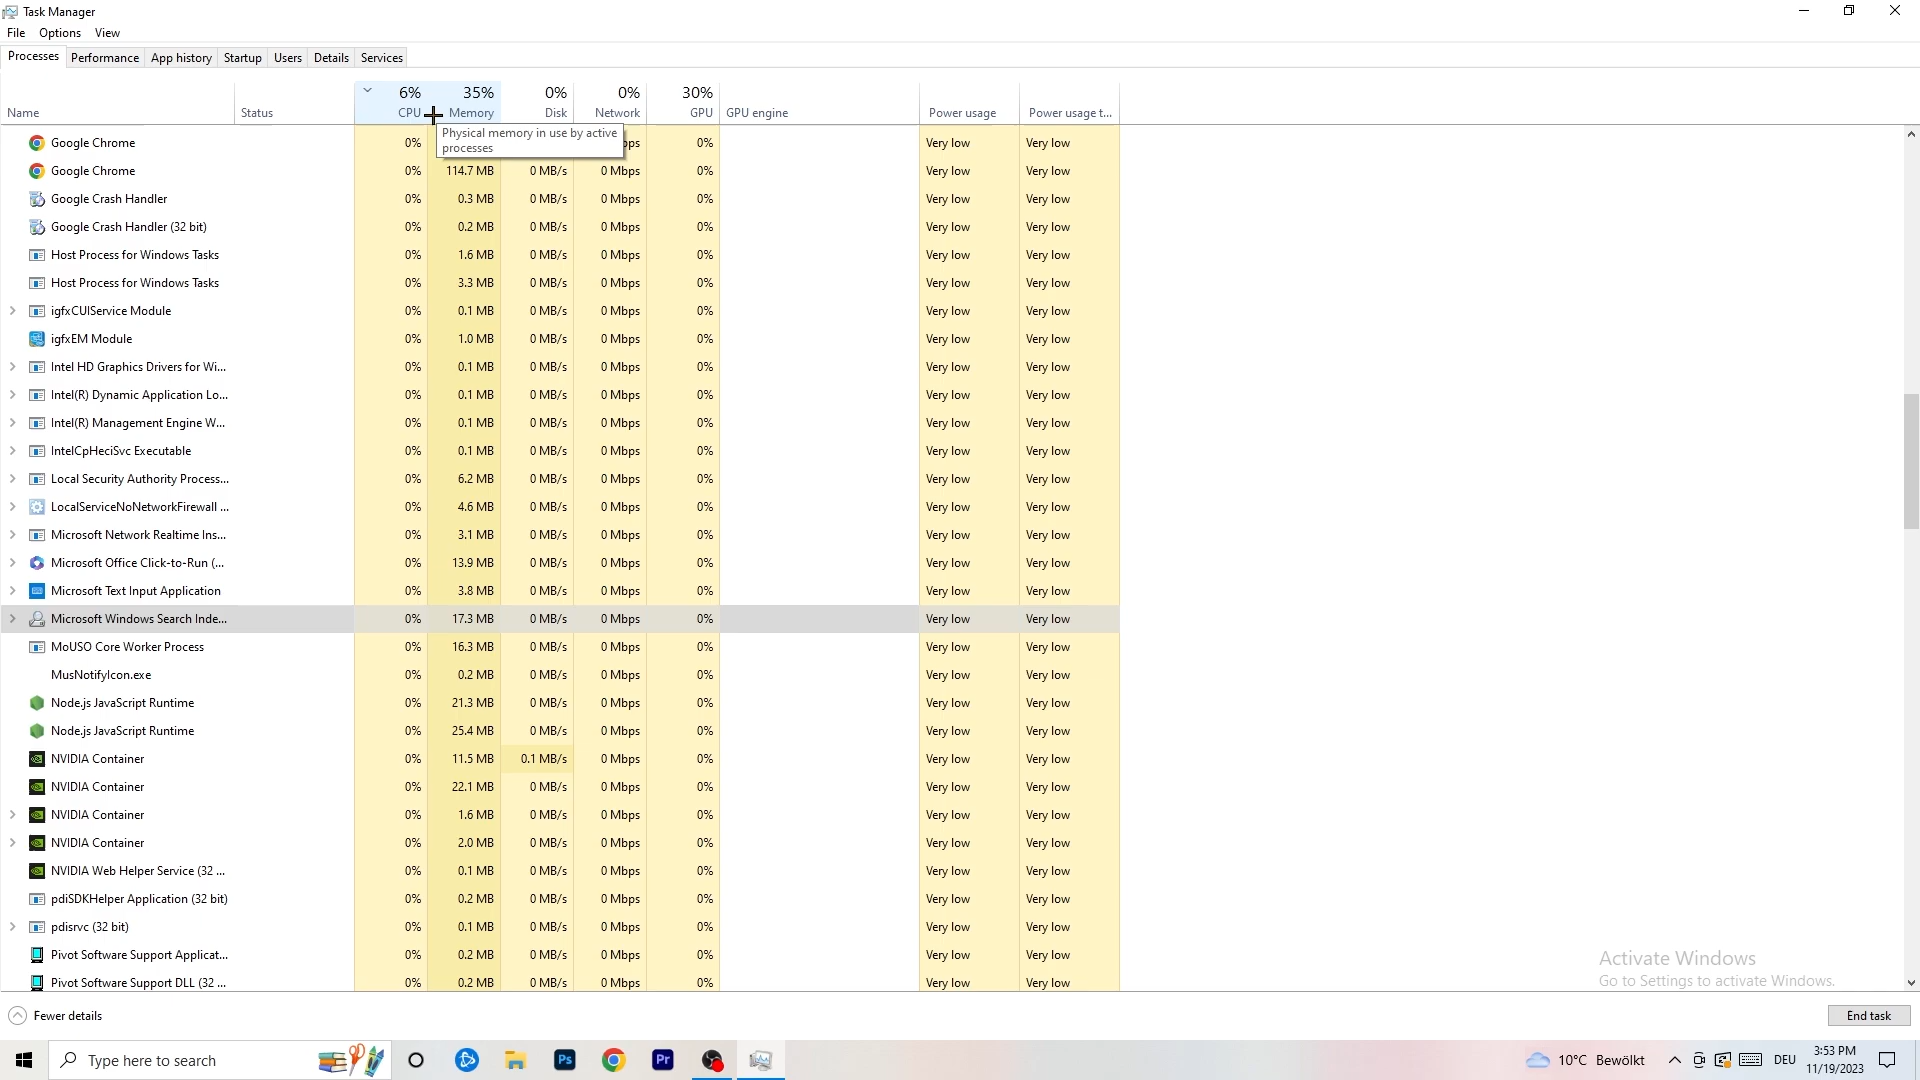 Task Manager
File Options View
Processes Performance App history Startup Users Details Services
6% 35% 0% 0% 30%
Name Status CPU Memory Disk Network GPU GPU engine Power usage Power usage t...
Physical memory in use by active
processes
Google Chrome 0% bps 0% Very low Very low
Google Chrome 0% 114.7 MB 0 MB/s 0 Mbps 0% Very low Very low
Google Crash Handler 0% 0.3 MB 0 MB/s 0 Mbps 0% Very low Very low
Google Crash Handler (32 bit) 0% 0.2 MB 0 MB/s 0 Mbps 0% Very low Very low
Host Process for Windows Tasks 0% 1.6 MB 0 MB/s 0 Mbps 0% Very low Very low
Host Process for Windows Tasks 0% 3.3 MB 0 MB/s 0 Mbps 0% Very low Very low
igfxCUIService Module 0% 0.1 MB 0 MB/s 0 Mbps 0% Very low Very low
igfxEM Module 0% 1.0 MB 0 MB/s 0 Mbps 0% Very low Very low
Intel HD Graphics Drivers for Wi... 0% 0.1 MB 0 MB/s 0 Mbps 0% Very low Very low
Intel(R) Dynamic Application Lo... 0% 0.1 MB 0 MB/s 0 Mbps 0% Very low Very low
Intel(R) Management Engine W... 0% 0.1 MB 0 MB/s 0 Mbps 0% Very low Very low
IntelCpHeciSvc Executable 0% 0.1 MB 0 MB/s 0 Mbps 0% Very low Very low
Local Security Authority Process... 0% 6.2 MB 0 MB/s 0 Mbps 0% Very low Very low
LocalServiceNoNetworkFirewall ... 0% 4.6 MB 0 MB/s 0 Mbps 0% Very low Very low
Microsoft Network Realtime Ins... 0% 3.1 MB 0 MB/s 0 Mbps 0% Very low Very low
Microsoft Office Click-to-Run (... 0% 13.9 MB 0 MB/s 0 Mbps 0% Very low Very low
Microsoft Text Input Application 0% 3.8 MB 0 MB/s 0 Mbps 0% Very low Very low
Microsoft Windows Search Inde... 0% 17.3 MB 0 MB/s 0 Mbps 0% Very low Very low
MoUSO Core Worker Process 0% 16.3 MB 0 MB/s 0 Mbps 0% Very low Very low
MusNotifyIcon.exe 0% 0.2 MB 0 MB/s 0 Mbps 0% Very low Very low
Node.js JavaScript Runtime 0% 21.3 MB 0 MB/s 0 Mbps 0% Very low Very low
Node.js JavaScript Runtime 0% 25.4 MB 0 MB/s 0 Mbps 0% Very low Very low
NVIDIA Container 0% 11.5 MB 0.1 MB/s 0 Mbps 0% Very low Very low
NVIDIA Container 0% 22.1 MB 0 MB/s 0 Mbps 0% Very low Very low
NVIDIA Container 0% 1.6 MB 0 MB/s 0 Mbps 0% Very low Very low
NVIDIA Container 0% 2.0 MB 0 MB/s 0 Mbps 0% Very low Very low
NVIDIA Web Helper Service (32 ... 0% 0.1 MB 0 MB/s 0 Mbps 0% Very low Very low
pdiSDKHelper Application (32 bit) 0% 0.2 MB 0 MB/s 0 Mbps 0% Very low Very low
pdisrvc (32 bit) 0% 0.1 MB 0 MB/s 0 Mbps 0% Very low Very low
Pivot Software Support Applicat... 0% 0.2 MB 0 MB/s 0 Mbps 0% Very low Very low
Pivot Software Support DLL (32 ... 0% 0.2 MB 0 MB/s 0 Mbps 0% Very low Very low
Activate Windows
Go to Settings to activate Windows.
Fewer details End task
Type here to search Ps Pr 10°C Bewölkt DEU 3:53 PM
11/19/2023